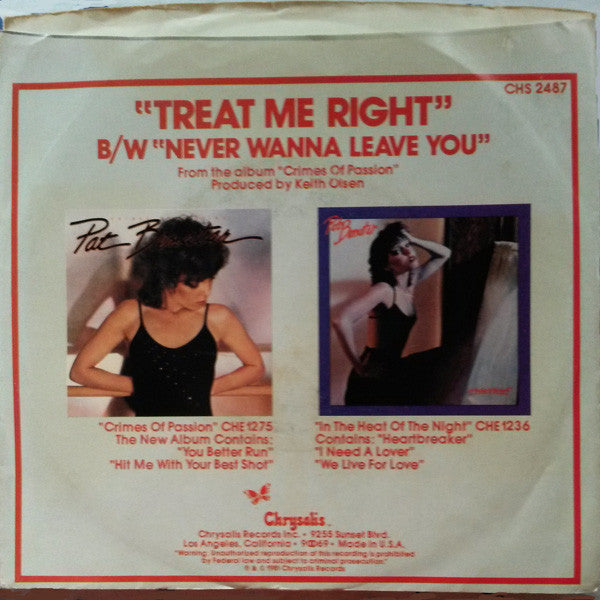 CHS 2487
"TREAT ME RIGHT"
B/W "NEVER WANNA LEAVE YOU"
From the album "Crimes Of Passion"
Produced by Keith Olsen
Pat Benatar
Pat Benatar
"Crimes Of Passion" CHE 1275
The New Album Contains:
"You Better Run"
"Hit Me With Your Best Shot"
"In The Heat Of The Night" CHE 1236
Contains: "Heartbreaker"
"I Need A Lover"
"We Live For Love"
Chrysalis
Chrysalis Records Inc. • 9255 Sunset Blvd.
Los Angeles, California • 90069 • Made in U.S.A.
"Warning: Unauthorized reproduction of this recording is prohibited
by Federal law and subject to criminal prosecution."
℗ & © 1981 Chrysalis Records